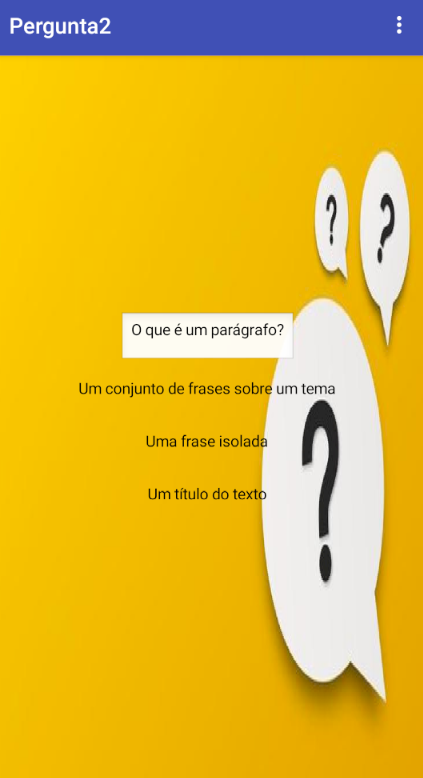 Pergunta2
?
?
O que é um parágrafo?
Um conjunto de frases sobre um tema
Uma frase isolada
Um título do texto
?